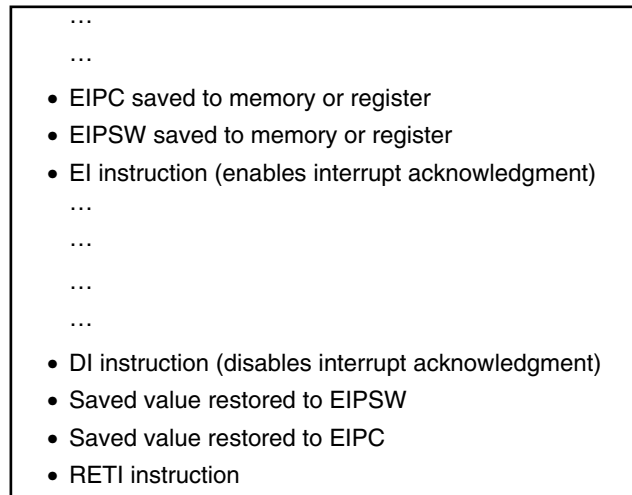 …
…
• EIPC saved to memory or register
• EIPSW saved to memory or register
• EI instruction (enables interrupt acknowledgment)
…
…
…
…
• DI instruction (disables interrupt acknowledgment)
• Saved value restored to EIPSW
• Saved value restored to EIPC
• RETI instruction